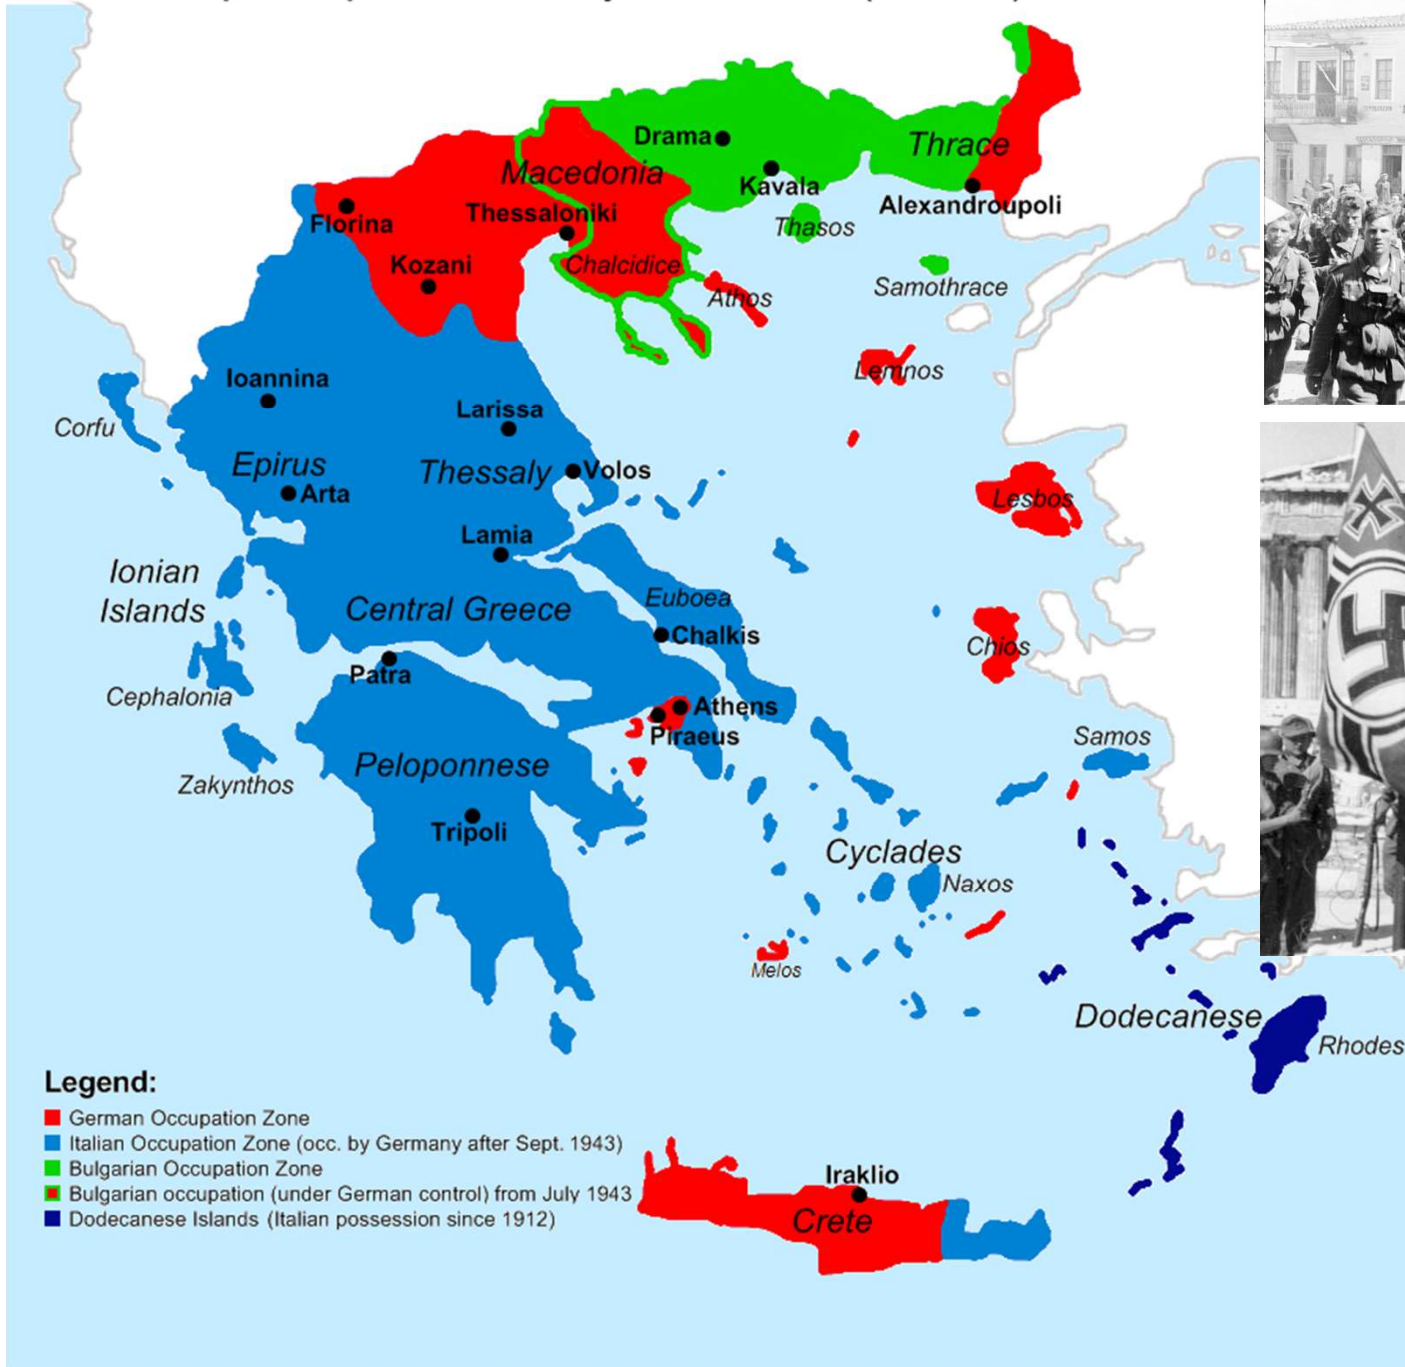 Drama
Thrace
Macedonia
Kavala
Alexandroupoli
Thessaloniki
Florina
Thasos
Kozani
Chalcidice
Athos
Samothrace
Lemnos
Ioannina
Larissa
Corfu
Epirus
Thessaly
Volos
Arta
Lesbos
Lamia
Ionian
Islands
Central Greece
Euboea
Chalkis
Chios
Patra
Cephalonia
Athens
Piraeus
Samos
Peloponnese
Zakynthos
Tripoli
Cyclades
Naxos
Melos
Dodecanese
Rhodes
Legend:
German Occupation Zone
Italian Occupation Zone (occ. by Germany after Sept. 1943)
Bulgarian Occupation Zone
Bulgarian occupation (under German control) from July 1943
Dodecanese Islands (Italian possession since 1912)
Iraklio
Crete